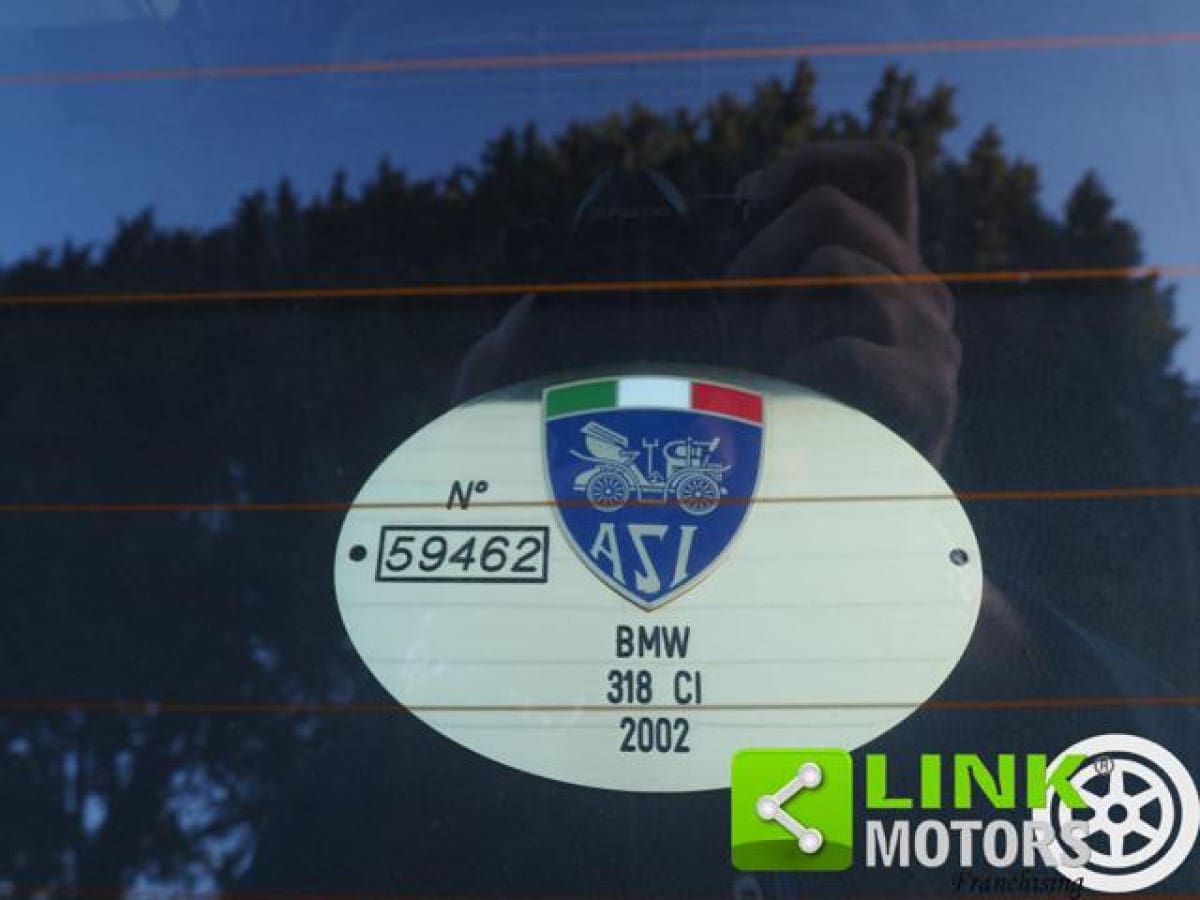 N°
59462
ASI
BMW
318 CI
2002
LINK®
MOTORS
Franchising